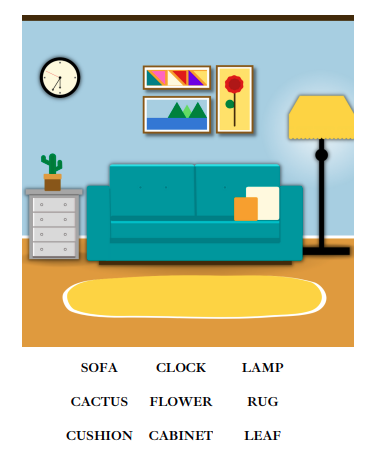 SOFA CLOCK LAMP
CACTUS FLOWER RUG
CUSHION CABINET LEAF